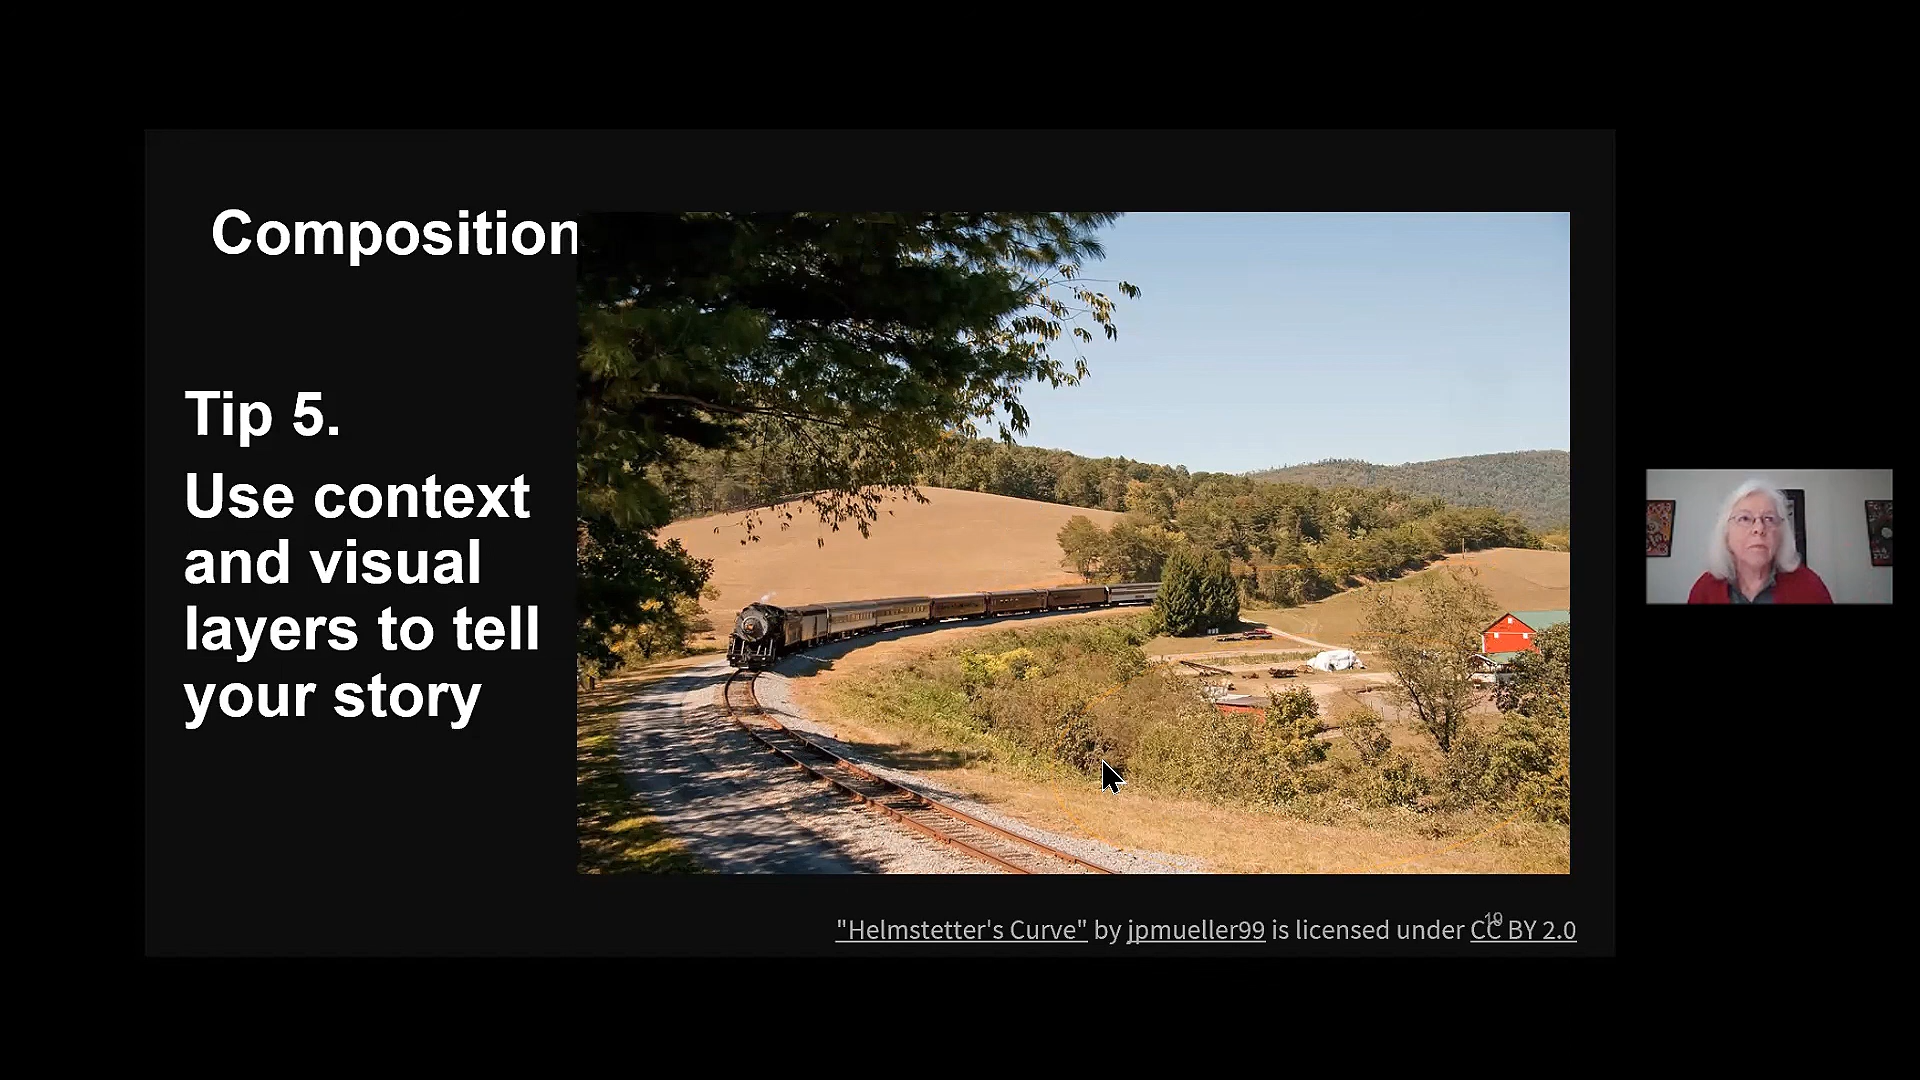 Composition
Tip 5.
Use context
and visual
layers to tell
your story
"Helmstetter's Curve" by jpmueller99 is licensed under CC BY 2.0
19